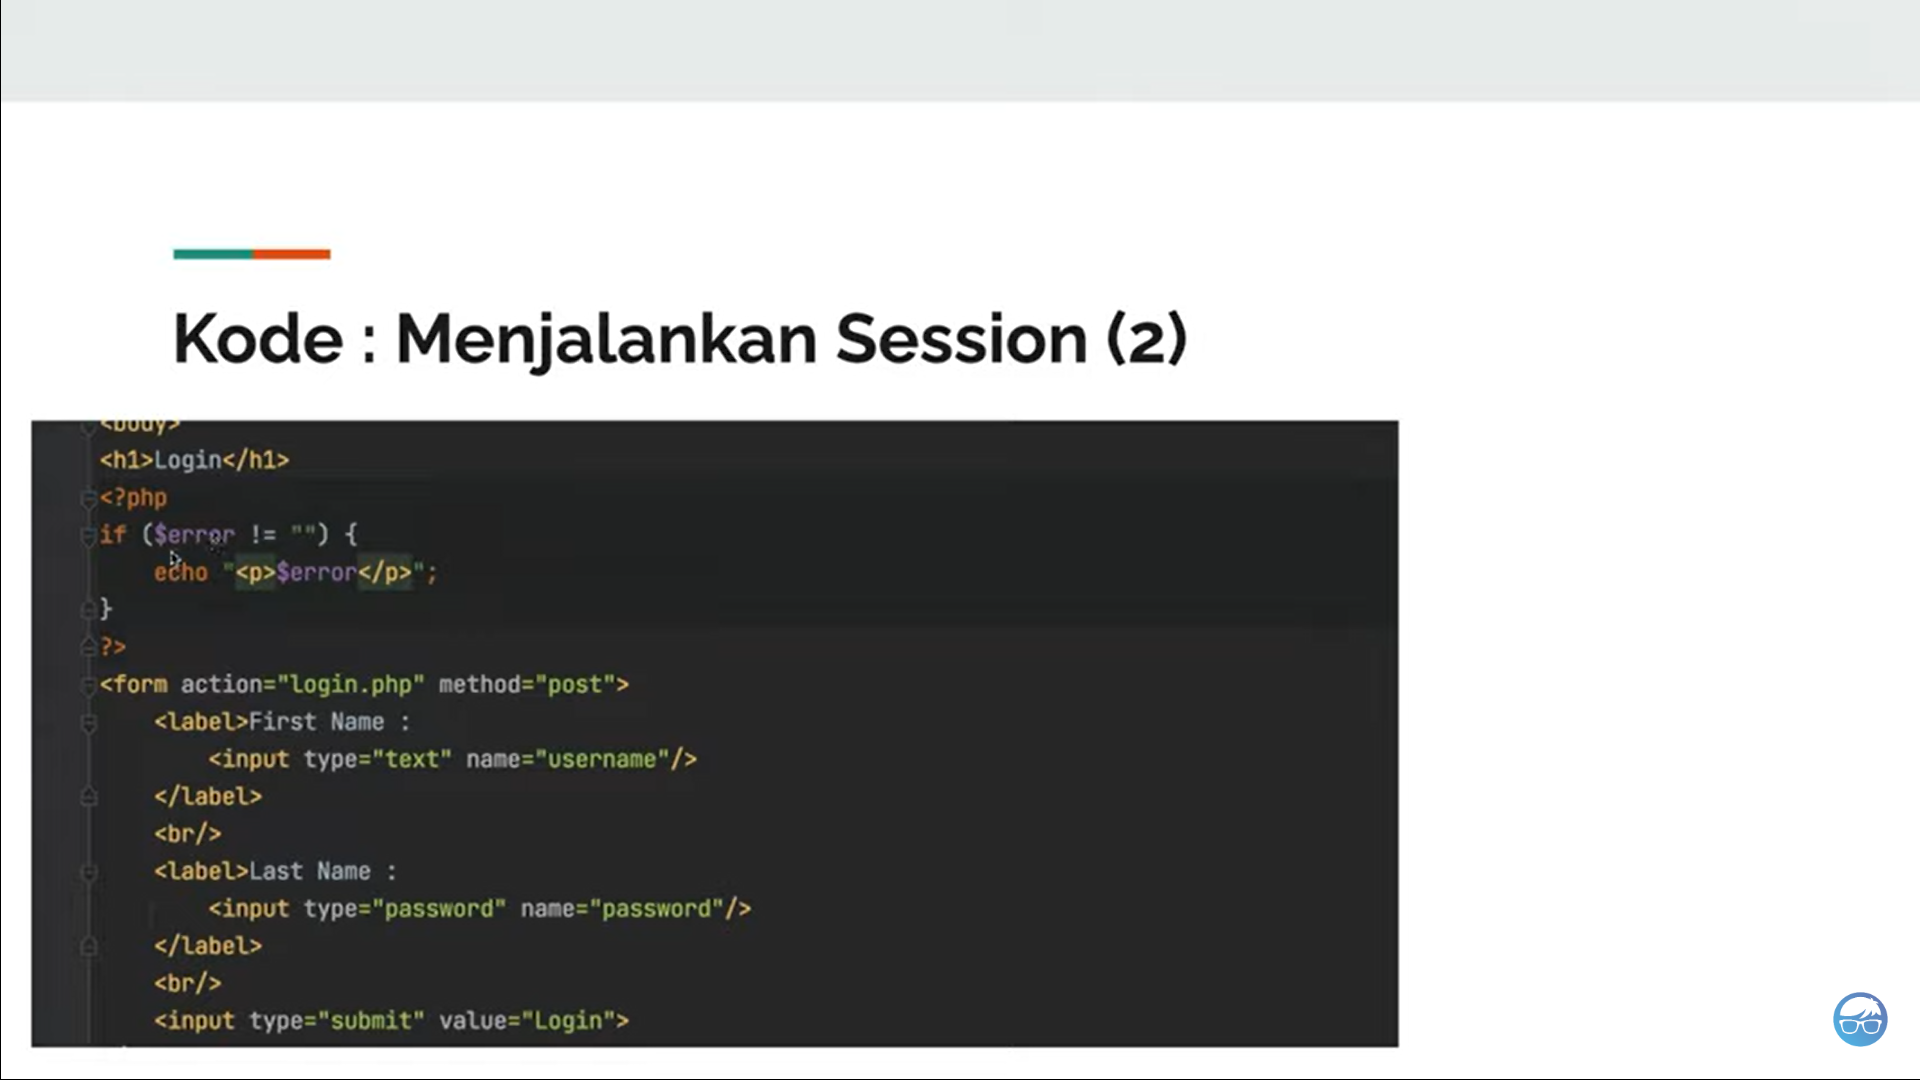 Kode : Menjalankan Session (2)
<body>
<h1>Login</h1>
<?php
if ($error != "") {
    echo "<p>$error</p>";
}
?>
<form action="login.php" method="post">
    <label>First Name :
        <input type="text" name="username"/>
    </label>
    <br/>
    <label>Last Name :
        <input type="password" name="password"/>
    </label>
    <br/>
    <input type="submit" value="Login">